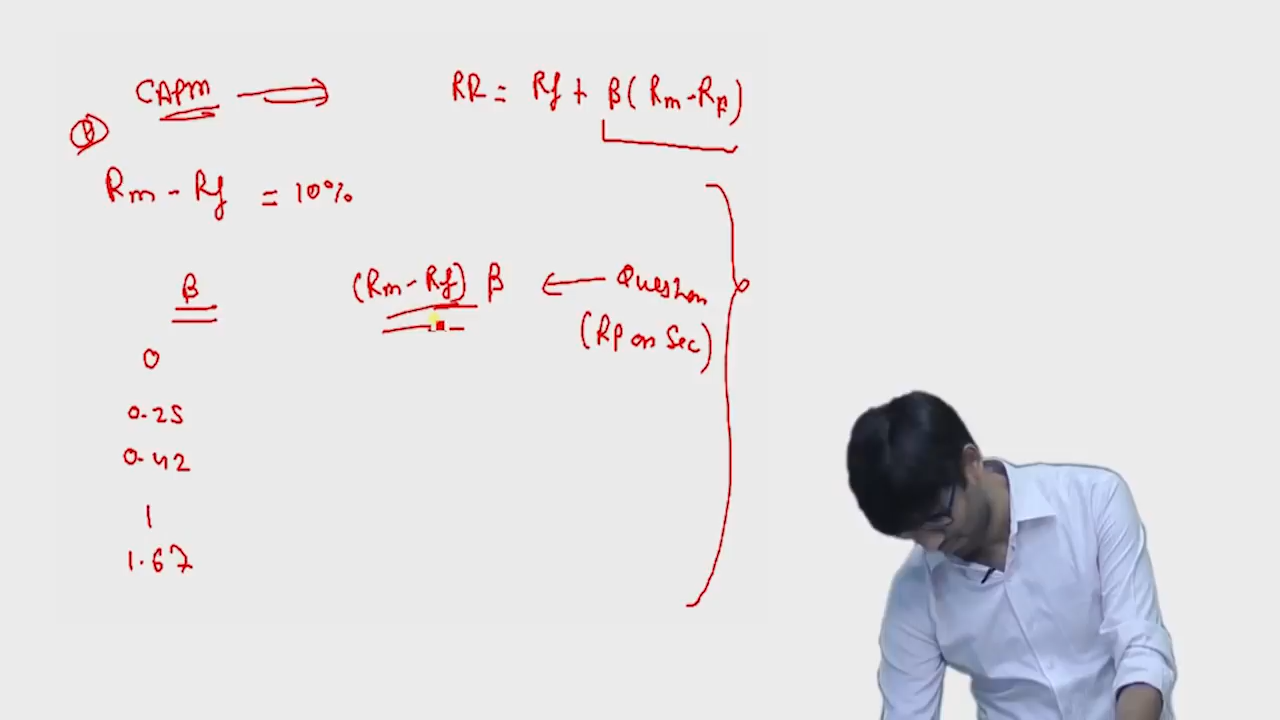 CAPM RR = Rf + β(Rm-Rf)
①
Rm - Rf = 10%
β (Rm-Rf) β Question
(RP on Sec)
0
0.25
0.42
1
1.67